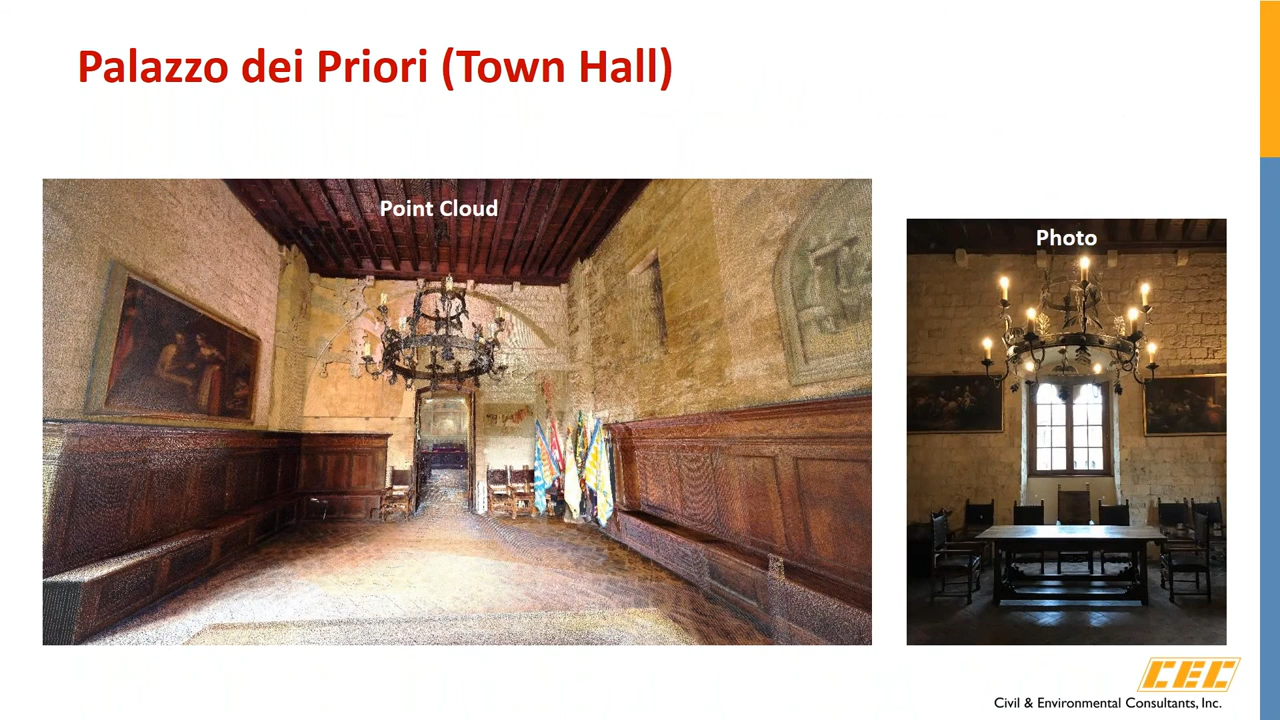 Palazzo dei Priori (Town Hall)
Point Cloud
Photo
CEC
Civil & Environmental Consultants, Inc.